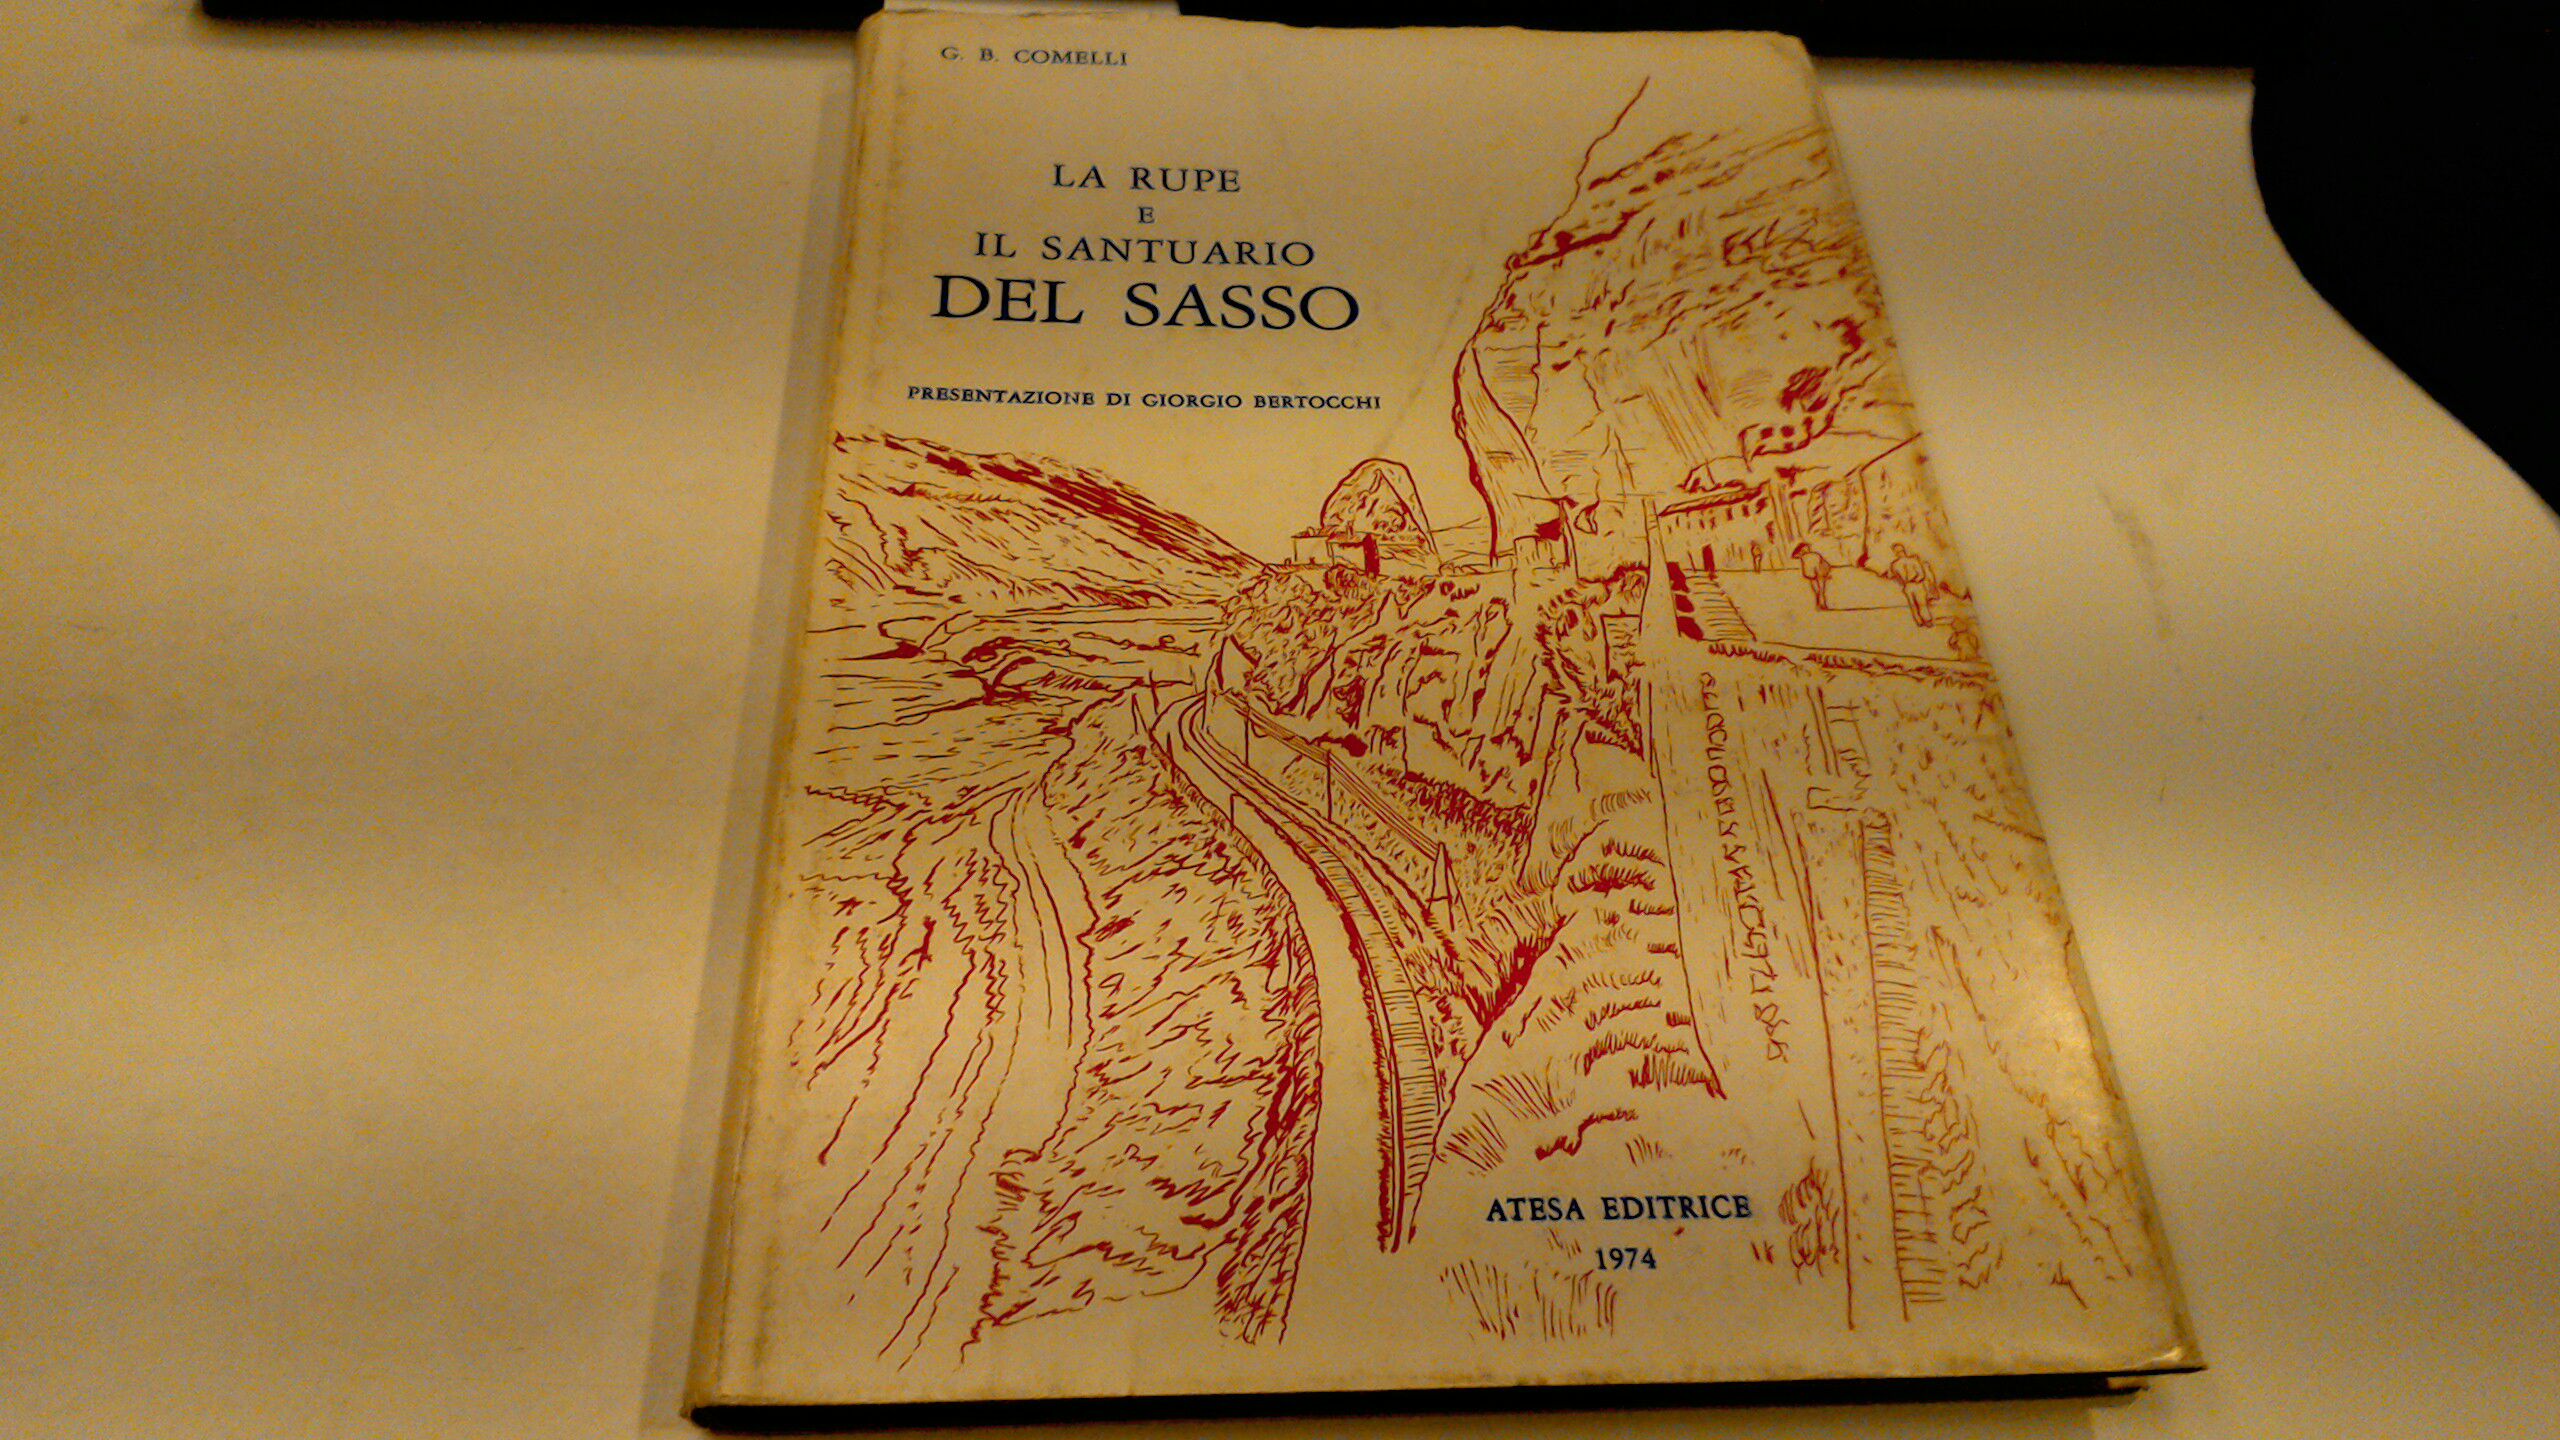 G. B. COMELLI
LA RUPE
E
IL SANTUARIO
DEL SASSO
PRESENTAZIONE DI GIORGIO BERTOCCHI
ATESA EDITRICE
1974